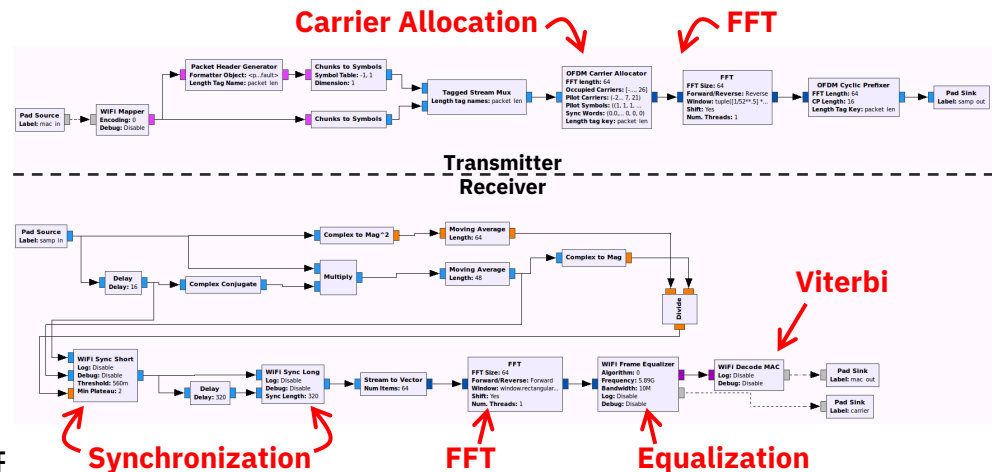 Carrier Allocation
FFT
Packet Header Generator
Formatter Object: <p...fault>
Length Tag Name: packet_len
Chunks to Symbols
Symbol Table: -1, 1
Dimension: 1
Tagged Stream Mux
Length tag names: packet_len
OFDM Carrier Allocator
FFT length: 64
Occupied Carriers: [-..., 26]
Pilot Carriers: (-2... 7, 21)
Pilot Symbols: ((1, 1, 1, ...
Sync Words: (0.0,... 0, 0, 0)
Length tag key: packet_len
FFT
FFT Size: 64
Forward/Reverse: Reverse
Window: tuple([1/52**.5] *...
Shift: Yes
Num. Threads: 1
OFDM Cyclic Prefixer
FFT Length: 64
CP Length: 16
Length Tag Key: packet_len
Pad Sink
Label: samp_out
Pad Source
Label: mac_in
WiFi Mapper
Encoding: 0
Debug: Disable
Chunks to Symbols
Transmitter
Receiver
Pad Source
Label: samp_in
Complex to Mag^2
Moving Average
Length: 64
Delay
Delay: 16
Complex Conjugate
Multiply
Moving Average
Length: 48
Complex to Mag
Divide
Viterbi
WiFi Sync Short
Log: Disable
Debug: Disable
Threshold: 560m
Min Plateau: 2
Delay
Delay: 320
WiFi Sync Long
Log: Disable
Debug: Disable
Sync Length: 320
Stream to Vector
Num Items: 64
FFT
FFT Size: 64
Forward/Reverse: Forward
Window: window.rectangular...
Shift: Yes
Num. Threads: 1
WiFi Frame Equalizer
Algorithm: 0
Frequency: 5.89G
Bandwidth: 10M
Log: Disable
Debug: Disable
WiFi Decode MAC
Log: Disable
Debug: Disable
Pad Sink
Label: mac_out
Pad Sink
Label: carrier
Synchronization
FFT
Equalization